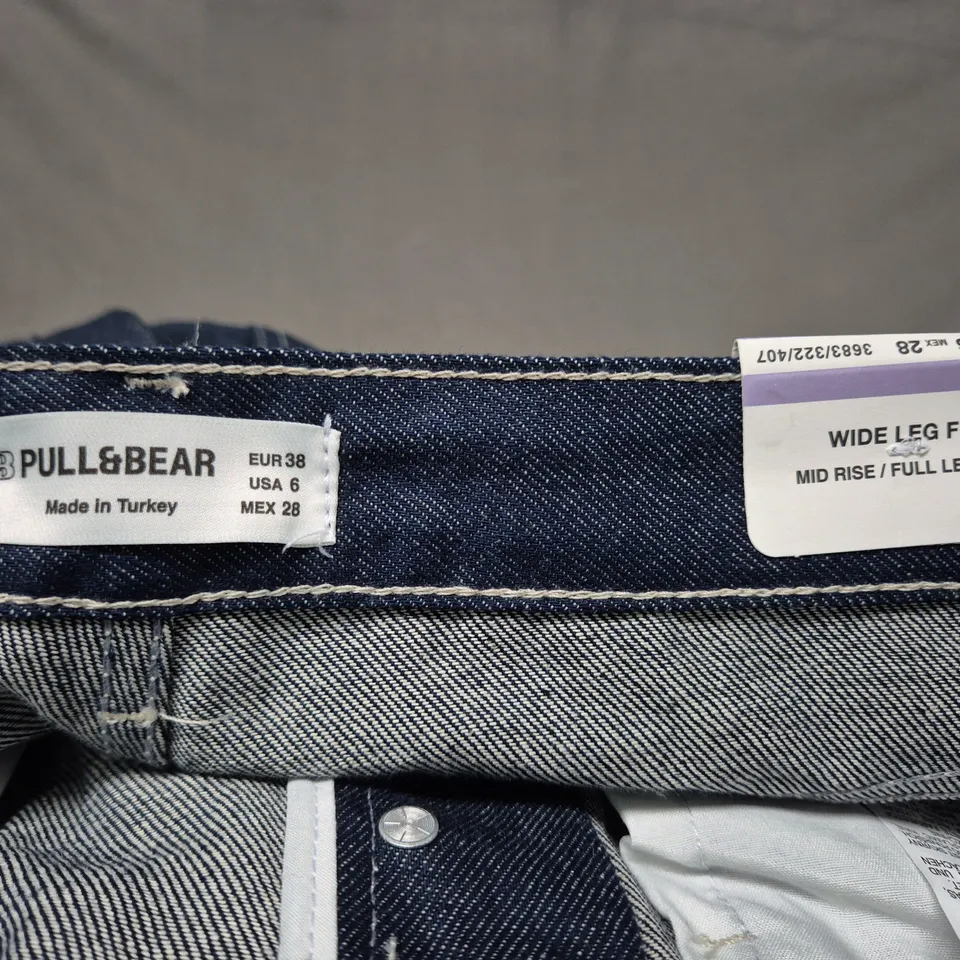 PULL&BEAR
Made in Turkey
EUR 38
USA 6
MEX 28
MEX 28 3683/322/407
WIDE LEG F
MID RISE / FULL LE
UND